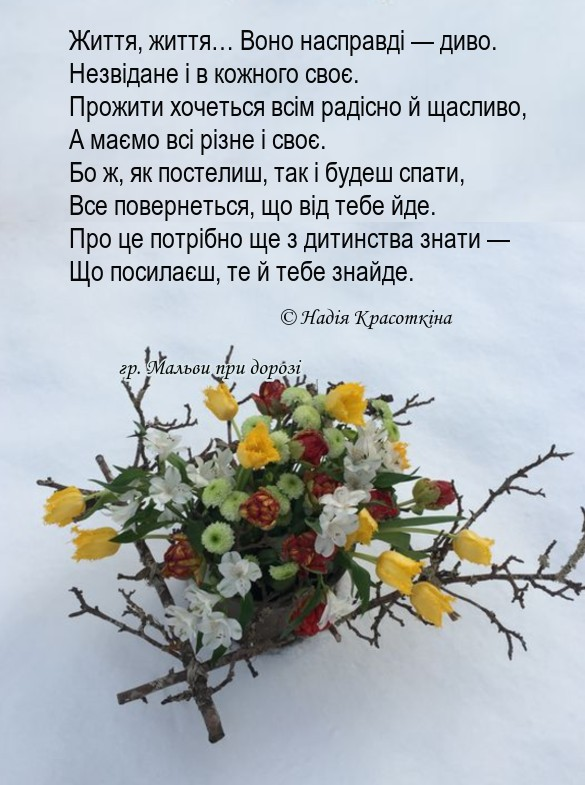 Життя, життя… Воно насправді — диво.
Незвідане і в кожного своє.
Прожити хочеться всім радісно й щасливо,
А маємо всі різне і своє.
Бо ж, як постелиш, так і будеш спати,
Все повернеться, що від тебе йде.
Про це потрібно ще з дитинства знати —
Що посилаєш, те й тебе знайде.
© Надія Красоткіна
гр. Мальви при дорозі